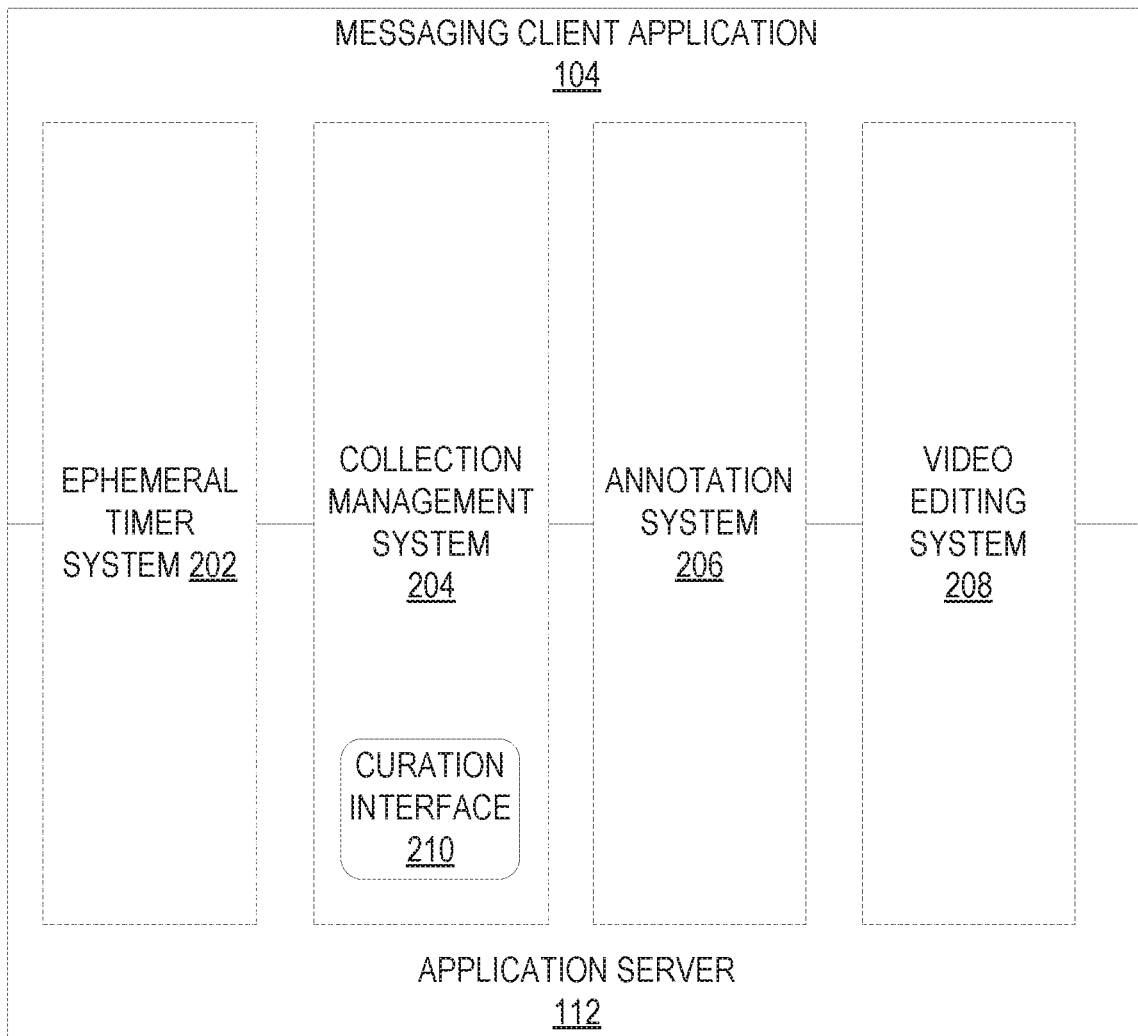 MESSAGING CLIENT APPLICATION
104
EPHEMERAL
TIMER
SYSTEM 202
COLLECTION
MANAGEMENT
SYSTEM
204
CURATION
INTERFACE
210
ANNOTATION
SYSTEM
206
VIDEO
EDITING
SYSTEM
208
APPLICATION SERVER
112